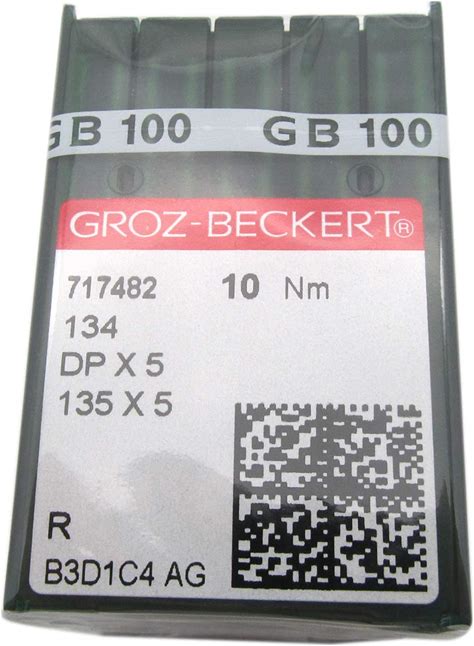 GB 100 GB 100
GROZ-BECKERT®
717482 10 Nm
134
DP X 5
135 X 5
R
B3D1C4 AG